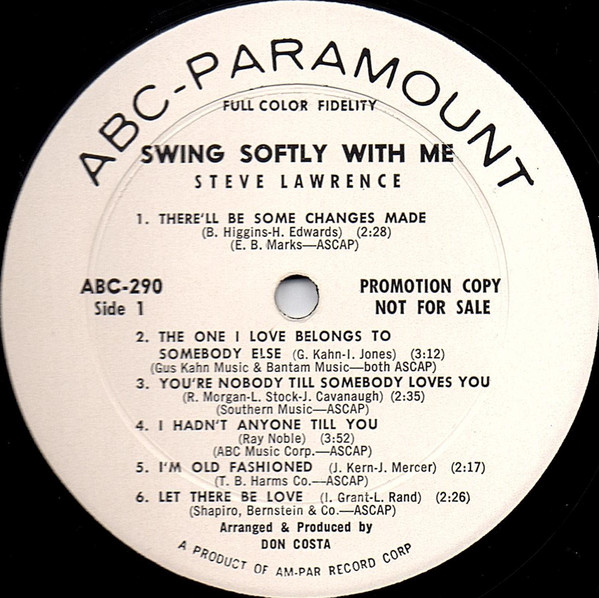 ABC-PARAMOUNT
FULL COLOR FIDELITY
SWING SOFTLY WITH ME
STEVE LAWRENCE
1. THERE'LL BE SOME CHANGES MADE
(B. Higgins-H. Edwards) (2:28)
(E. B. Marks—ASCAP)
ABC-290
Side 1
PROMOTION COPY
NOT FOR SALE
2. THE ONE I LOVE BELONGS TO
SOMEBODY ELSE (G. Kahn-I. Jones) (3:12)
(Gus Kahn Music & Bantam Music—both ASCAP)
3. YOU'RE NOBODY TILL SOMEBODY LOVES YOU
(R. Morgan-L. Stock-J. Cavanaugh) (2:35)
(Southern Music—ASCAP)
4. I HADN'T ANYONE TILL YOU
(Ray Noble) (3:52)
(ABC Music Corp.—ASCAP)
5. I'M OLD FASHIONED (J. Kern-J. Mercer) (2:17)
(T. B. Harms Co.—ASCAP)
6. LET THERE BE LOVE (I. Grant-L. Rand) (2:26)
(Shapiro, Bernstein & Co.—ASCAP)
Arranged & Produced by
DON COSTA
A PRODUCT OF AM-PAR RECORD CORP